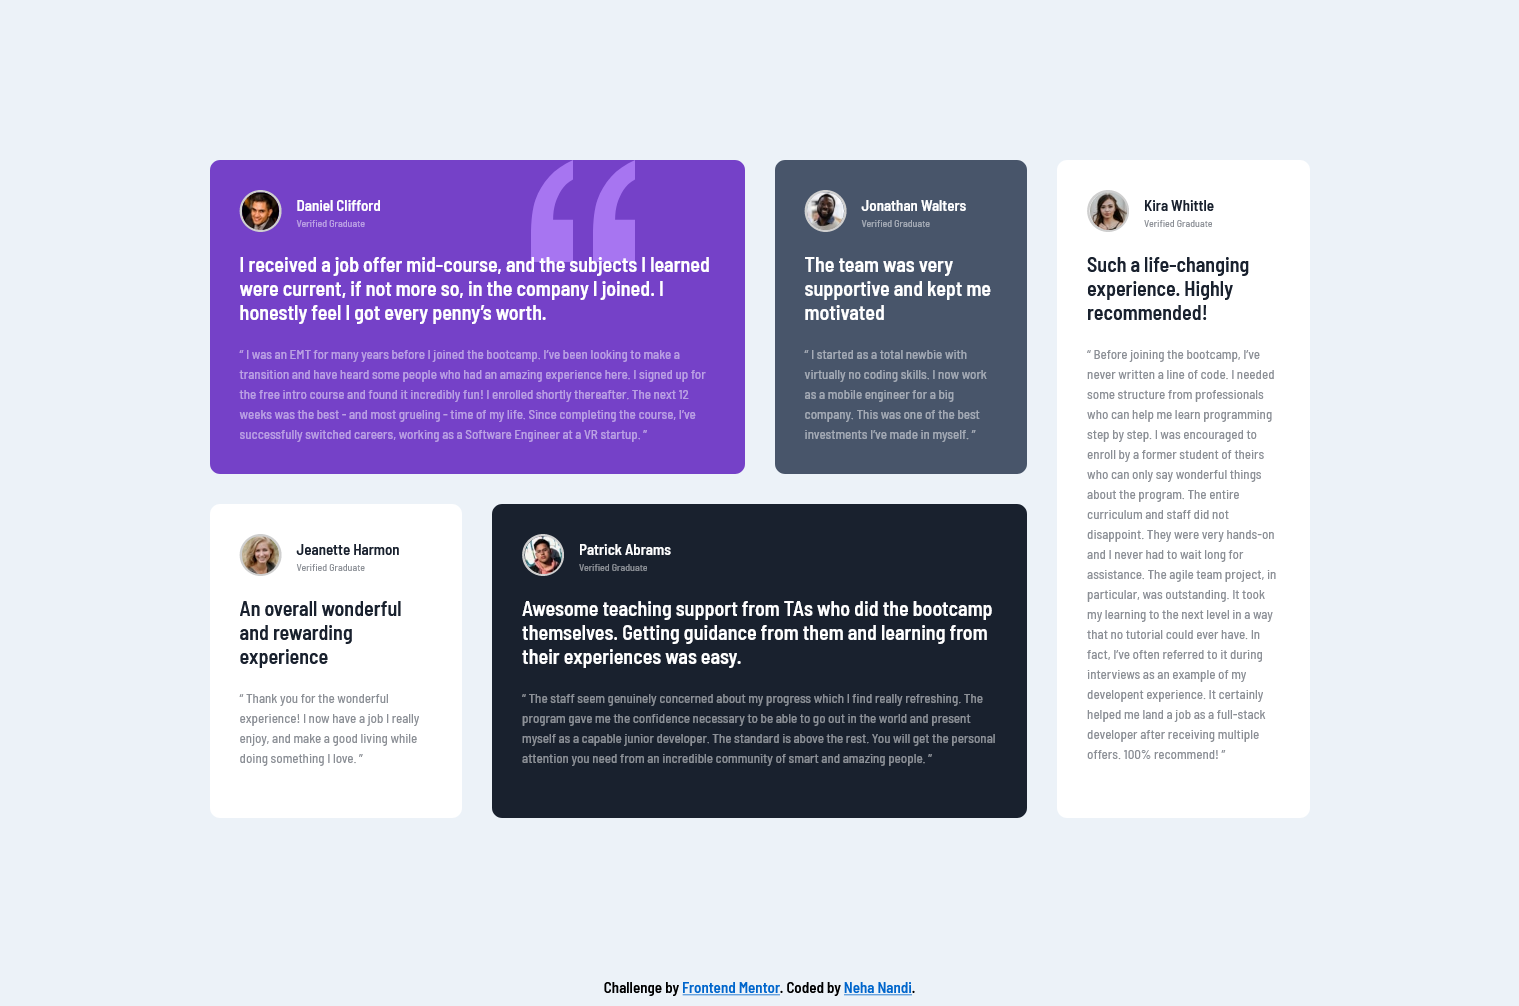 Daniel Clifford
Verified Graduate
I received a job offer mid-course, and the subjects I learned
were current, if not more so, in the company I joined. I
honestly feel I got every penny’s worth.
“ I was an EMT for many years before I joined the bootcamp. I’ve been looking to make a
transition and have heard some people who had an amazing experience here. I signed up for
the free intro course and found it incredibly fun! I enrolled shortly thereafter. The next 12
weeks was the best - and most grueling - time of my life. Since completing the course, I’ve
successfully switched careers, working as a Software Engineer at a VR startup. ”
Jonathan Walters
Verified Graduate
The team was very
supportive and kept me
motivated
“ I started as a total newbie with
virtually no coding skills. I now work
as a mobile engineer for a big
company. This was one of the best
investments I’ve made in myself. ”
Kira Whittle
Verified Graduate
Such a life-changing
experience. Highly
recommended!
“ Before joining the bootcamp, I’ve
never written a line of code. I needed
some structure from professionals
who can help me learn programming
step by step. I was encouraged to
enroll by a former student of theirs
who can only say wonderful things
about the program. The entire
curriculum and staff did not
disappoint. They were very hands-on
and I never had to wait long for
assistance. The agile team project, in
particular, was outstanding. It took
my learning to the next level in a way
that no tutorial could ever have. In
fact, I’ve often referred to it during
interviews as an example of my
developent experience. It certainly
helped me land a job as a full-stack
developer after receiving multiple
offers. 100% recommend! ”
Jeanette Harmon
Verified Graduate
An overall wonderful
and rewarding
experience
“ Thank you for the wonderful
experience! I now have a job I really
enjoy, and make a good living while
doing something I love. ”
Patrick Abrams
Verified Graduate
Awesome teaching support from TAs who did the bootcamp
themselves. Getting guidance from them and learning from
their experiences was easy.
“ The staff seem genuinely concerned about my progress which I find really refreshing. The
program gave me the confidence necessary to be able to go out in the world and present
myself as a capable junior developer. The standard is above the rest. You will get the personal
attention you need from an incredible community of smart and amazing people. ”
Challenge by Frontend Mentor. Coded by Neha Nandi.